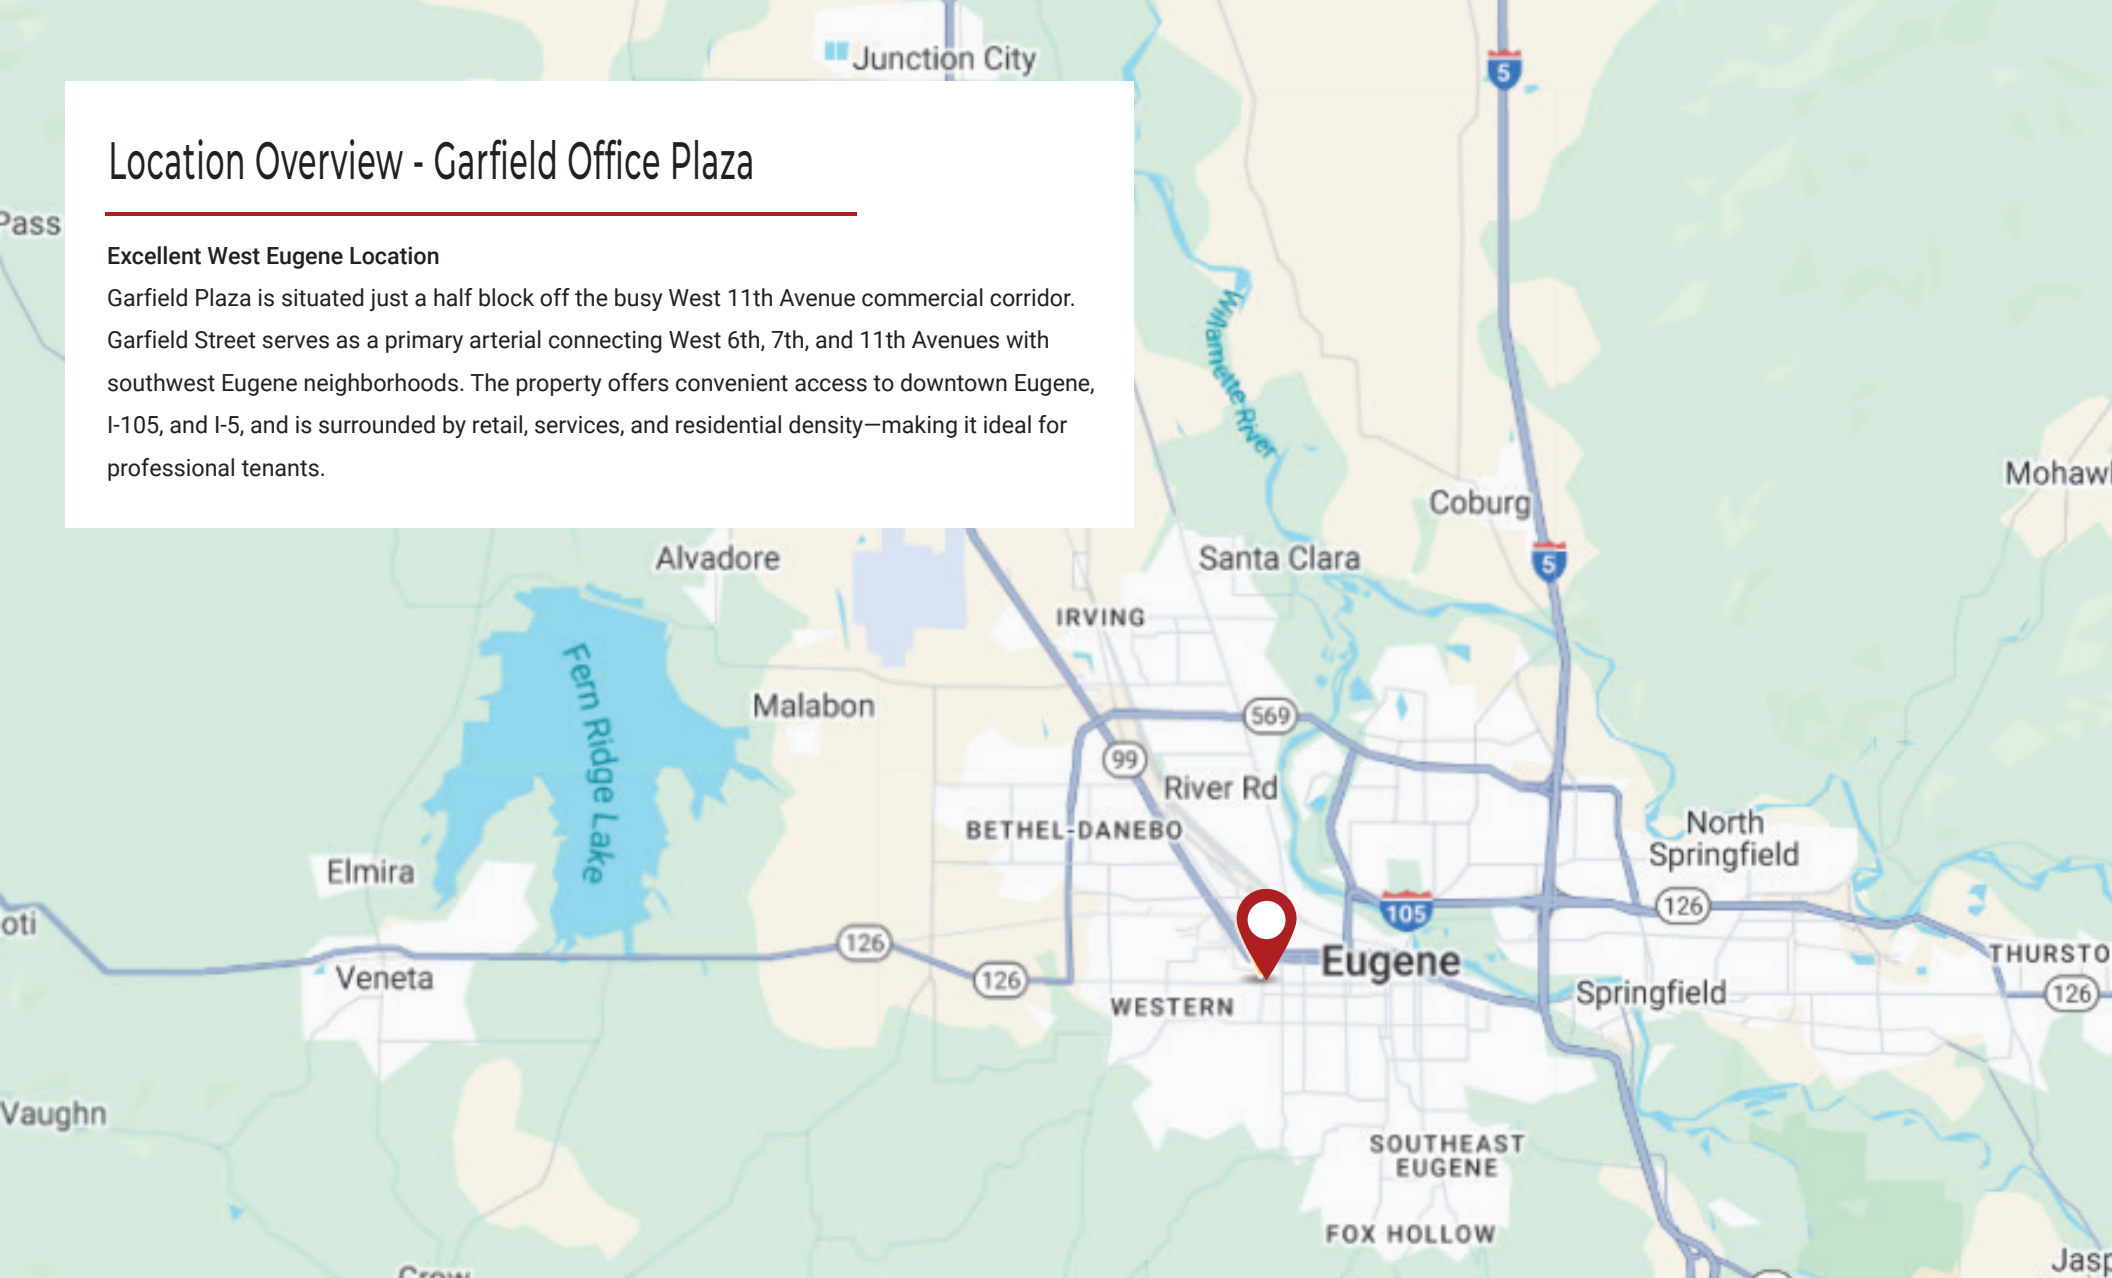 Junction City
5
Location Overview - Garfield Office Plaza
Pass
Excellent West Eugene Location
Garfield Plaza is situated just a half block off the busy West 11th Avenue commercial corridor.
Garfield Street serves as a primary arterial connecting West 6th, 7th, and 11th Avenues with
southwest Eugene neighborhoods. The property offers convenient access to downtown Eugene,
I-105, and I-5, and is surrounded by retail, services, and residential density—making it ideal for
professional tenants.
Willamette River
Mohawk
Coburg
Alvadore
Santa Clara
5
IRVING
Fern Ridge Lake
Malabon
569
99
River Rd
BETHEL-DANEBO
North
Springfield
Elmira
105
126
oti
126
Eugene
THURSTO
Veneta
126
WESTERN
Springfield
126
Vaughn
SOUTHEAST
EUGENE
FOX HOLLOW
Jasp
Crow